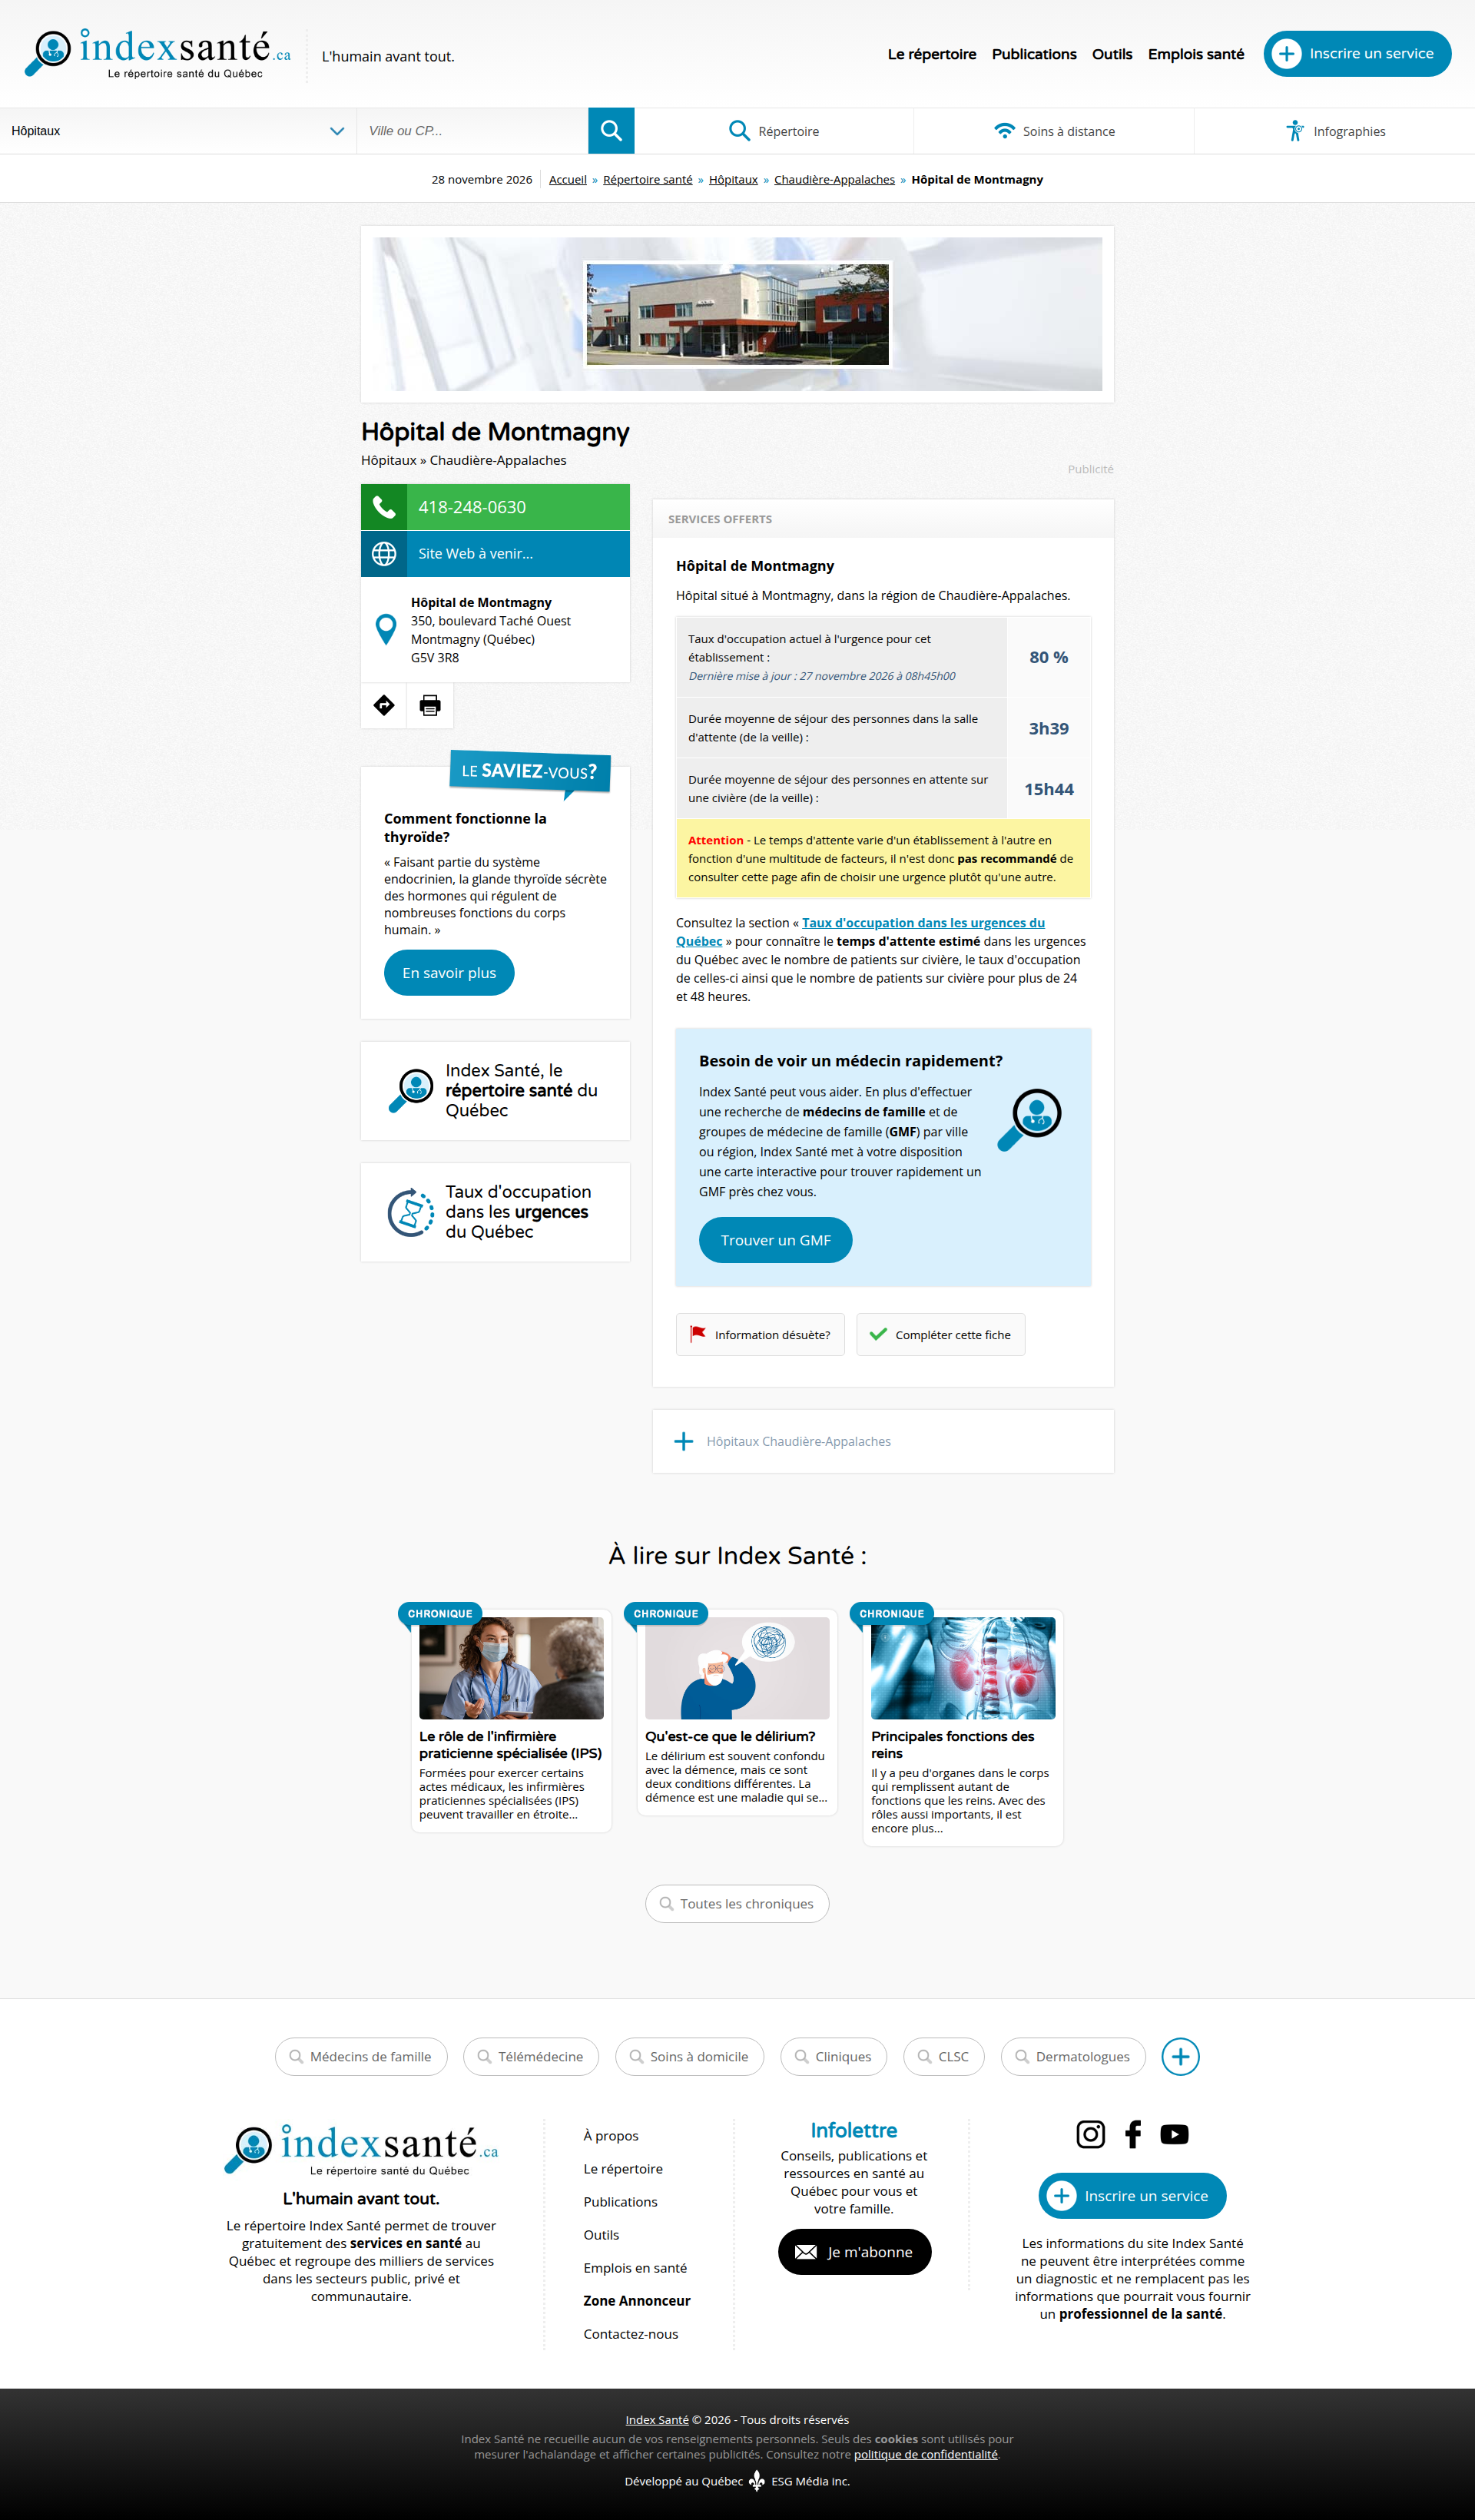 indexsanté.ca
Le répertoire santé du Québec
L'humain avant tout.
Le répertoire
Publications
Outils
Emplois santé
Inscrire un service
Hôpitaux
Ville ou CP...
Répertoire
Soins à distance
Infographies
28 novembre 2026 Accueil » Répertoire santé » Hôpitaux » Chaudière-Appalaches » Hôpital de Montmagny
Hôpital de Montmagny
Hôpitaux » Chaudière-Appalaches
Publicité
418-248-0630
Site Web à venir...
Hôpital de Montmagny
350, boulevard Taché Ouest
Montmagny (Québec)
G5V 3R8
LE SAVIEZ-VOUS?
Comment fonctionne la
thyroïde?
« Faisant partie du système
endocrinien, la glande thyroïde sécrète
des hormones qui régulent de
nombreuses fonctions du corps
humain. »
En savoir plus
Index Santé, le
répertoire santé du
Québec
Taux d'occupation
dans les urgences
du Québec
SERVICES OFFERTS
Hôpital de Montmagny
Hôpital situé à Montmagny, dans la région de Chaudière-Appalaches.
Taux d'occupation actuel à l'urgence pour cet
établissement :
Dernière mise à jour : 27 novembre 2026 à 08h45h00
80 %
Durée moyenne de séjour des personnes dans la salle
d'attente (de la veille) :
3h39
Durée moyenne de séjour des personnes en attente sur
une civière (de la veille) :
15h44
Attention - Le temps d'attente varie d'un établissement à l'autre en
fonction d'une multitude de facteurs, il n'est donc pas recommandé de
consulter cette page afin de choisir une urgence plutôt qu'une autre.
Consultez la section « Taux d'occupation dans les urgences du
Québec » pour connaître le temps d'attente estimé dans les urgences
du Québec avec le nombre de patients sur civière, le taux d'occupation
de celles-ci ainsi que le nombre de patients sur civière pour plus de 24
et 48 heures.
Besoin de voir un médecin rapidement?
Index Santé peut vous aider. En plus d'effectuer
une recherche de médecins de famille et de
groupes de médecine de famille (GMF) par ville
ou région, Index Santé met à votre disposition
une carte interactive pour trouver rapidement un
GMF près chez vous.
Trouver un GMF
Information désuète?
Compléter cette fiche
Hôpitaux Chaudière-Appalaches
À lire sur Index Santé :
CHRONIQUE
Le rôle de l'infirmière
praticienne spécialisée (IPS)
Formées pour exercer certains
actes médicaux, les infirmières
praticiennes spécialisées (IPS)
peuvent travailler en étroite...
CHRONIQUE
Qu'est-ce que le délirium?
Le délirium est souvent confondu
avec la démence, mais ce sont
deux conditions différentes. La
démence est une maladie qui se...
CHRONIQUE
Principales fonctions des
reins
Il y a peu d'organes dans le corps
qui remplissent autant de
fonctions que les reins. Avec des
rôles aussi importants, il est
encore plus...
Toutes les chroniques
Médecins de famille
Télémédecine
Soins à domicile
Cliniques
CLSC
Dermatologues
indexsanté.ca
Le répertoire santé du Québec
L'humain avant tout.
Le répertoire Index Santé permet de trouver
gratuitement des services en santé au
Québec et regroupe des milliers de services
dans les secteurs public, privé et
communautaire.
À propos
Le répertoire
Publications
Outils
Emplois en santé
Zone Annonceur
Contactez-nous
Infolettre
Conseils, publications et
ressources en santé au
Québec pour vous et
votre famille.
Je m'abonne
Inscrire un service
Les informations du site Index Santé
ne peuvent être interprétées comme
un diagnostic et ne remplacent pas les
informations que pourrait vous fournir
un professionnel de la santé.
Index Santé © 2026 - Tous droits réservés
Index Santé ne recueille aucun de vos renseignements personnels. Seuls des cookies sont utilisés pour
mesurer l'achalandage et afficher certaines publicités. Consultez notre politique de confidentialité.
Développé au Québec ESG Média inc.